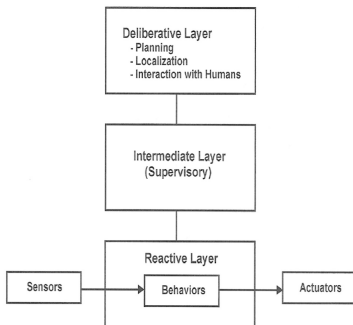 Deliberative Layer
- Planning
- Localization
- Interaction with Humans
Intermediate Layer
(Supervisory)
Reactive Layer
Sensors
Behaviors
Actuators